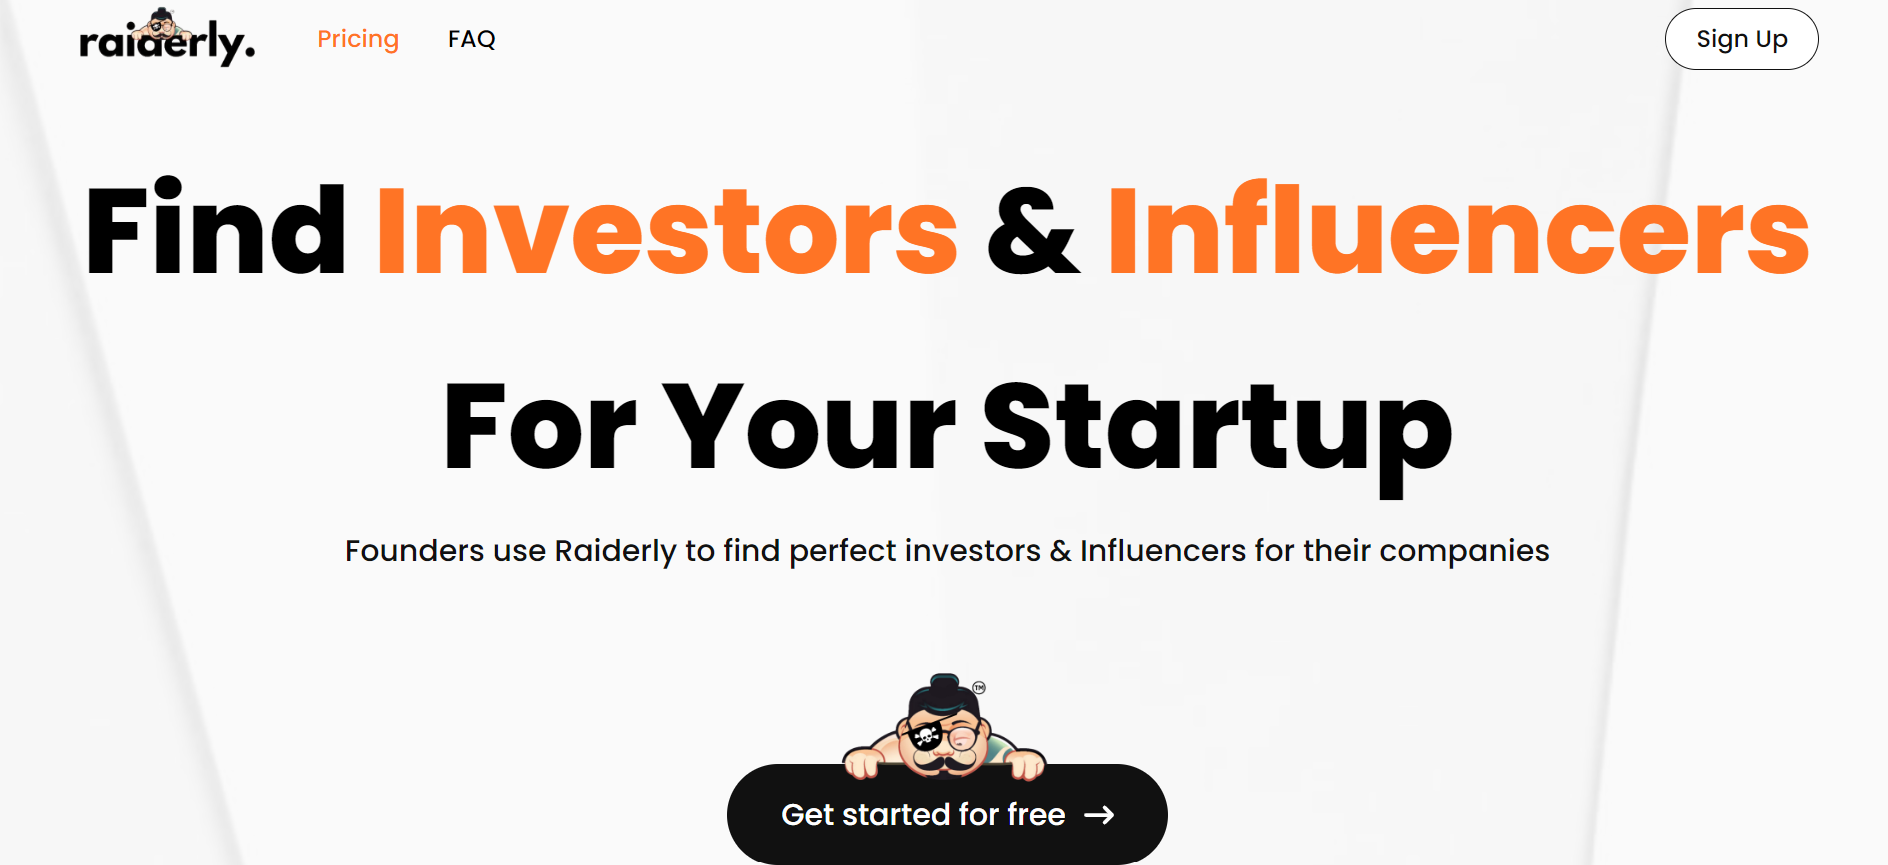 raiderly.
Pricing
FAQ
Sign Up
Find Investors & Influencers
For Your Startup
Founders use Raiderly to find perfect investors & Influencers for their companies
TM
Get started for free →